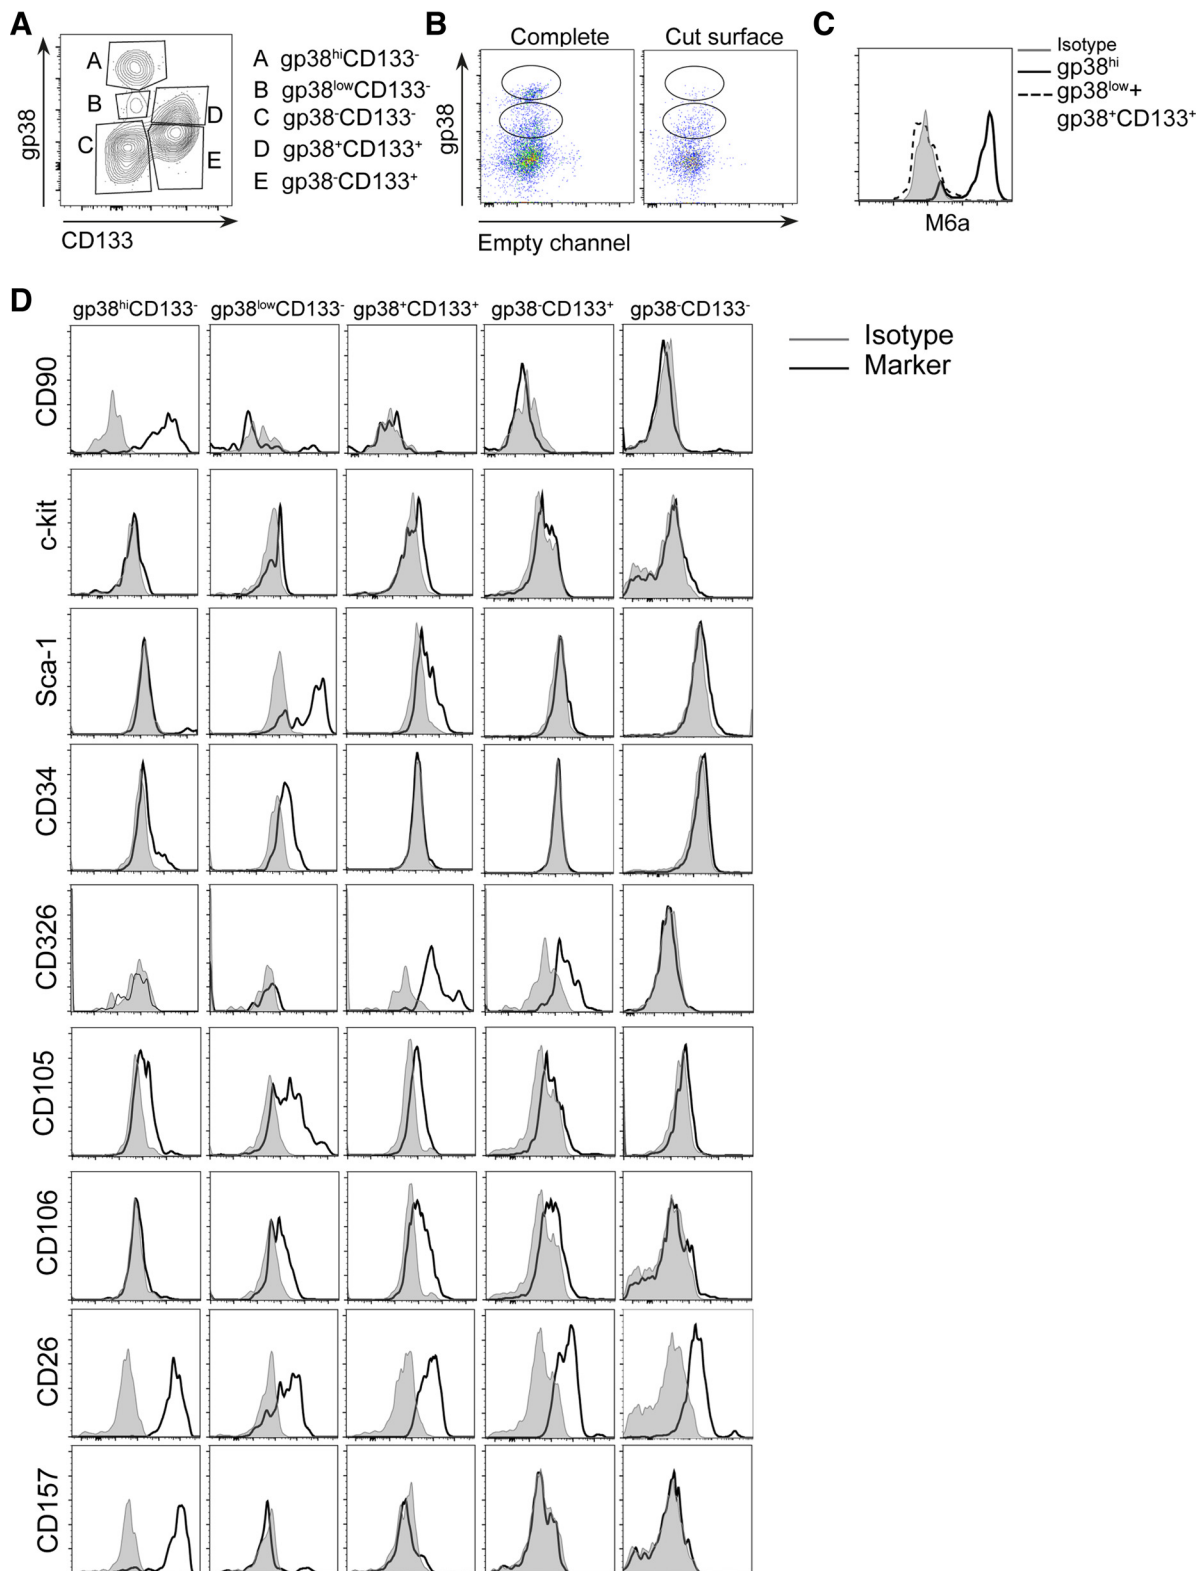 A
gp38
A
B
C
D
E
CD133
A gp38hiCD133-
B gp38lowCD133-
C gp38-CD133-
D gp38+CD133+
E gp38-CD133+
B
Complete
Cut surface
gp38
Empty channel
C
M6a
Isotype
gp38hi
gp38low+
gp38+CD133+
D
gp38hiCD133- gp38lowCD133- gp38+CD133+ gp38-CD133+ gp38-CD133-
Isotype
Marker
CD90
c-kit
Sca-1
CD34
CD326
CD105
CD106
CD26
CD157